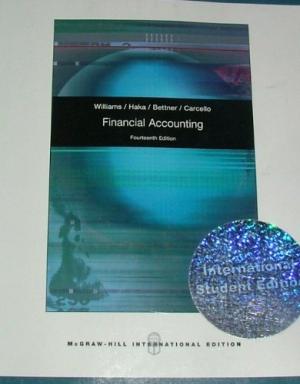 Williams / Haka / Bettner / Carcello
Financial Accounting
Fourteenth Edition
International
Student Edition
McGRAW-HILL INTERNATIONAL EDITION